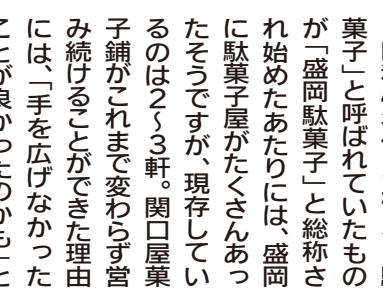 菓子」と呼ばれていたもの
が「盛岡駄菓子」と総称さ
れ始めたあたりには、盛岡
に駄菓子屋がたくさんあっ
たそうですが、現存してい
るのは2〜3軒。関口屋菓
子鋪がこれまで変わらず営
み続けることができた理由
には、「手を広げなかった
ことが良かったのかも」と